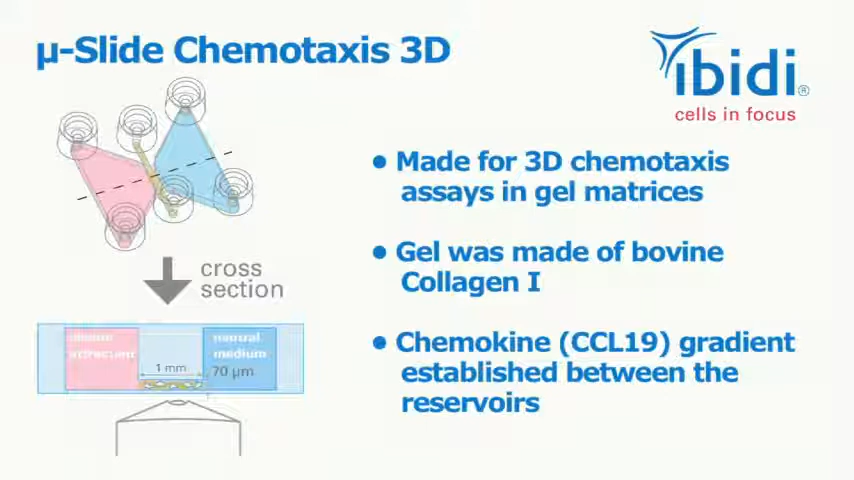 µ-Slide Chemotaxis 3D
ibidi®
cells in focus
• Made for 3D chemotaxis
assays in gel matrices
cross
section
• Gel was made of bovine
Collagen I
neutral
medium
1 mm
70 µm
• Chemokine (CCL19) gradient
established between the
reservoirs